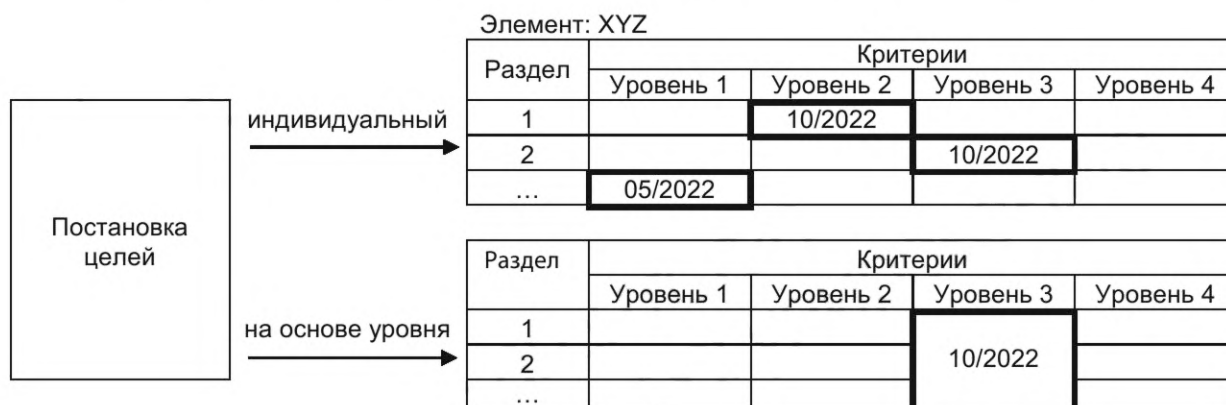 Элемент: XYZ
Раздел Критерии
Уровень 1 Уровень 2 Уровень 3 Уровень 4
индивидуальный
1 10/2022
2 10/2022
... 05/2022
Постановка
целей
Раздел Критерии
Уровень 1 Уровень 2 Уровень 3 Уровень 4
на основе уровня
1
2 10/2022
...